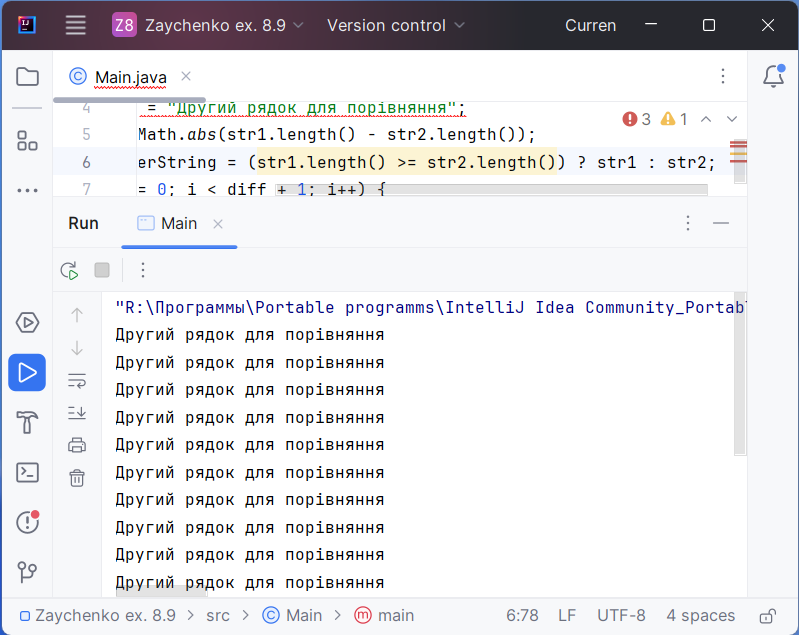 Z8 Zaychenko ex. 8.9 Version control Curren
Main.java
4 = "Другий рядок для порівняння";
3 1
5 Math.abs(str1.length() - str2.length());
6 erString = (str1.length() >= str2.length()) ? str1 : str2;
7 = 0; i < diff + 1; i++) {
Run Main
"R:\Программы\Portable programms\IntelliJ Idea Community_Portab
Другий рядок для порівняння
Другий рядок для порівняння
Другий рядок для порівняння
Другий рядок для порівняння
Другий рядок для порівняння
Другий рядок для порівняння
Другий рядок для порівняння
Другий рядок для порівняння
Другий рядок для порівняння
Другий рядок для порівняння
Zaychenko ex. 8.9 > src > Main > main 6:78 LF UTF-8 4 spaces